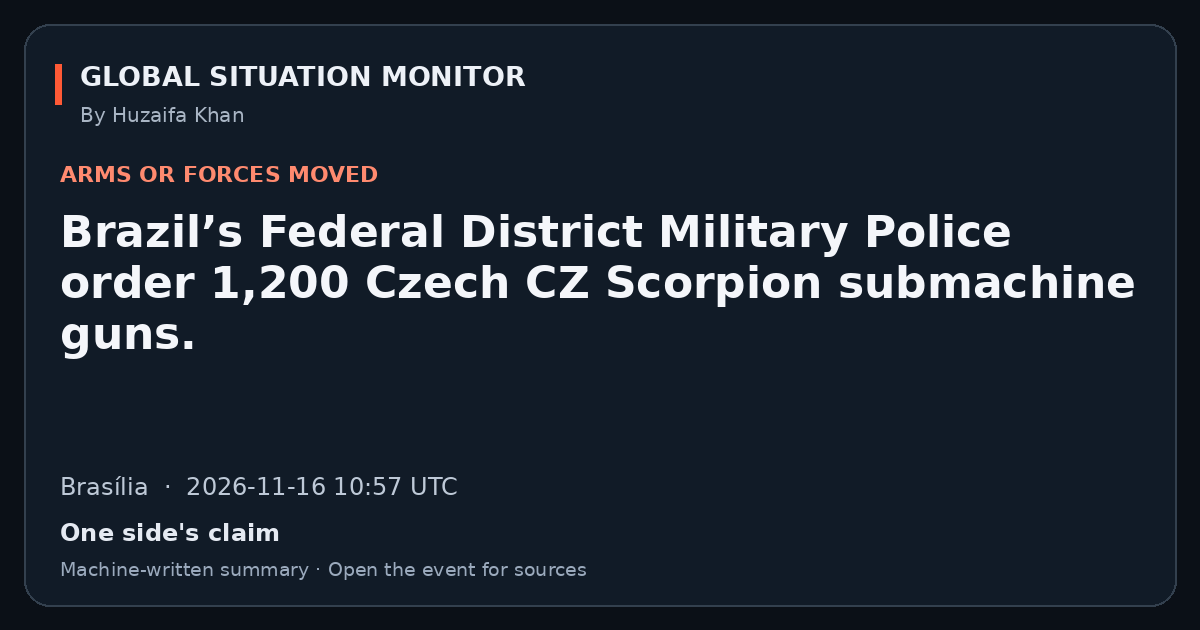 GLOBAL SITUATION MONITOR
By Huzaifa Khan
ARMS OR FORCES MOVED
Brazil’s Federal District Military Police
order 1,200 Czech CZ Scorpion submachine
guns.
Brasília · 2026-11-16 10:57 UTC
One side's claim
Machine-written summary · Open the event for sources